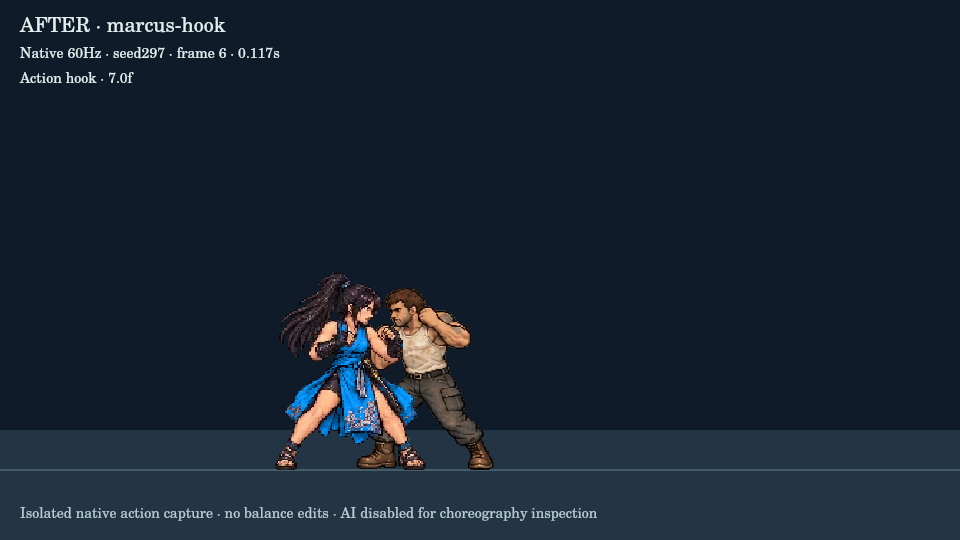 AFTER · marcus-hook
Native 60Hz · seed297 · frame 6 · 0.117s
Action hook · 7.0f
Isolated native action capture · no balance edits · AI disabled for choreography inspection